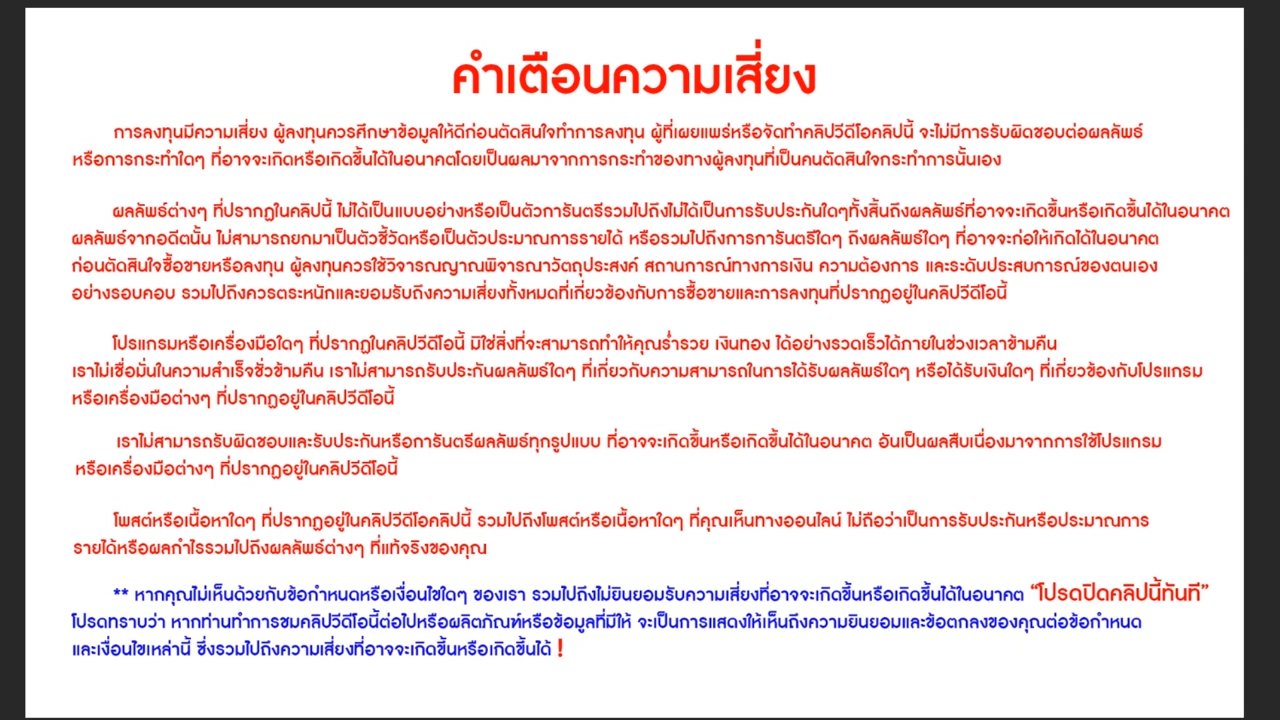 คำเตือนความเสี่ยง
การลงทุนมีความเสี่ยง ผู้ลงทุนควรศึกษาข้อมูลให้ดีก่อนตัดสินใจทำการลงทุน ผู้ที่เผยแพร่หรือจัดทำคลิปวีดีโอคลิปนี้ จะไม่มีการรับผิดชอบต่อผลลัพธ์
หรือการกระทำใดๆ ที่อาจจะเกิดหรือเกิดขึ้นได้ในอนาคตโดยเป็นผลมาจากการกระทำของทางผู้ลงทุนที่เป็นคนตัดสินใจกระทำการนั้นเอง
ผลลัพธ์ต่างๆ ที่ปรากฏในคลิปนี้ ไม่ได้เป็นแบบอย่างหรือเป็นตัวการันตรีรวมไปถึงไม่ได้เป็นการรับประกันใดๆทั้งสิ้นถึงผลลัพธ์ที่อาจจะเกิดขึ้นหรือเกิดขึ้นได้ในอนาคต
ผลลัพธ์จากอดีตนั้น ไม่สามารถยกมาเป็นตัวชี้วัดหรือเป็นตัวประมาณการรายได้ หรือรวมไปถึงการการันตรีใดๆ ถึงผลลัพธ์ใดๆ ที่อาจจะก่อให้เกิดได้ในอนาคต
ก่อนตัดสินใจซื้อขายหรือลงทุน ผู้ลงทุนควรใช้วิจารณญาณพิจารณาวัตถุประสงค์ สถานการณ์ทางการเงิน ความต้องการ และระดับประสบการณ์ของตนเอง
อย่างรอบคอบ รวมไปถึงควรตระหนักและยอมรับถึงความเสี่ยงทั้งหมดที่เกี่ยวข้องกับการซื้อขายและการลงทุนที่ปรากฏอยู่ในคลิปวีดีโอนี้
โปรแกรมหรือเครื่องมือใดๆ ที่ปรากฏในคลิปวีดีโอนี้ มิใช่สิ่งที่จะสามารถทำให้คุณร่ำรวย เงินทอง ได้อย่างรวดเร็วได้ภายในช่วงเวลาข้ามคืน
เราไม่เชื่อมั่นในความสำเร็จชั่วข้ามคืน เราไม่สามารถรับประกันผลลัพธ์ใดๆ ที่เกี่ยวกับความสามารถในการได้รับผลลัพธ์ใดๆ หรือได้รับเงินใดๆ ที่เกี่ยวข้องกับโปรแกรม
หรือเครื่องมือต่างๆ ที่ปรากฏอยู่ในคลิปวีดีโอนี้
เราไม่สามารถรับผิดชอบและรับประกันหรือการันตรีผลลัพธ์ทุกรูปแบบ ที่อาจจะเกิดขึ้นหรือเกิดขึ้นได้ในอนาคต อันเป็นผลสืบเนื่องมาจากการใช้โปรแกรม
หรือเครื่องมือต่างๆ ที่ปรากฏอยู่ในคลิปวีดีโอนี้
โพสต์หรือเนื้อหาใดๆ ที่ปรากฏอยู่ในคลิปวีดีโอคลิปนี้ รวมไปถึงโพสต์หรือเนื้อหาใดๆ ที่คุณเห็นทางออนไลน์ ไม่ถือว่าเป็นการรับประกันหรือประมาณการ
รายได้หรือผลกำไรรวมไปถึงผลลัพธ์ต่างๆ ที่แท้จริงของคุณ
** หากคุณไม่เห็นด้วยกับข้อกำหนดหรือเงื่อนไขใดๆ ของเรา รวมไปถึงไม่ยินยอมรับความเสี่ยงที่อาจจะเกิดขึ้นหรือเกิดขึ้นได้ในอนาคต “โปรดปิดคลิปนี้ทันที”
โปรดทราบว่า หากท่านทำการชมคลิปวีดีโอนี้ต่อไปหรือผลิตภัณฑ์หรือข้อมูลที่มีให้ จะเป็นการแสดงให้เห็นถึงความยินยอมและข้อตกลงของคุณต่อข้อกำหนด
และเงื่อนไขเหล่านี้ ซึ่งรวมไปถึงความเสี่ยงที่อาจจะเกิดขึ้นหรือเกิดขึ้นได้ !